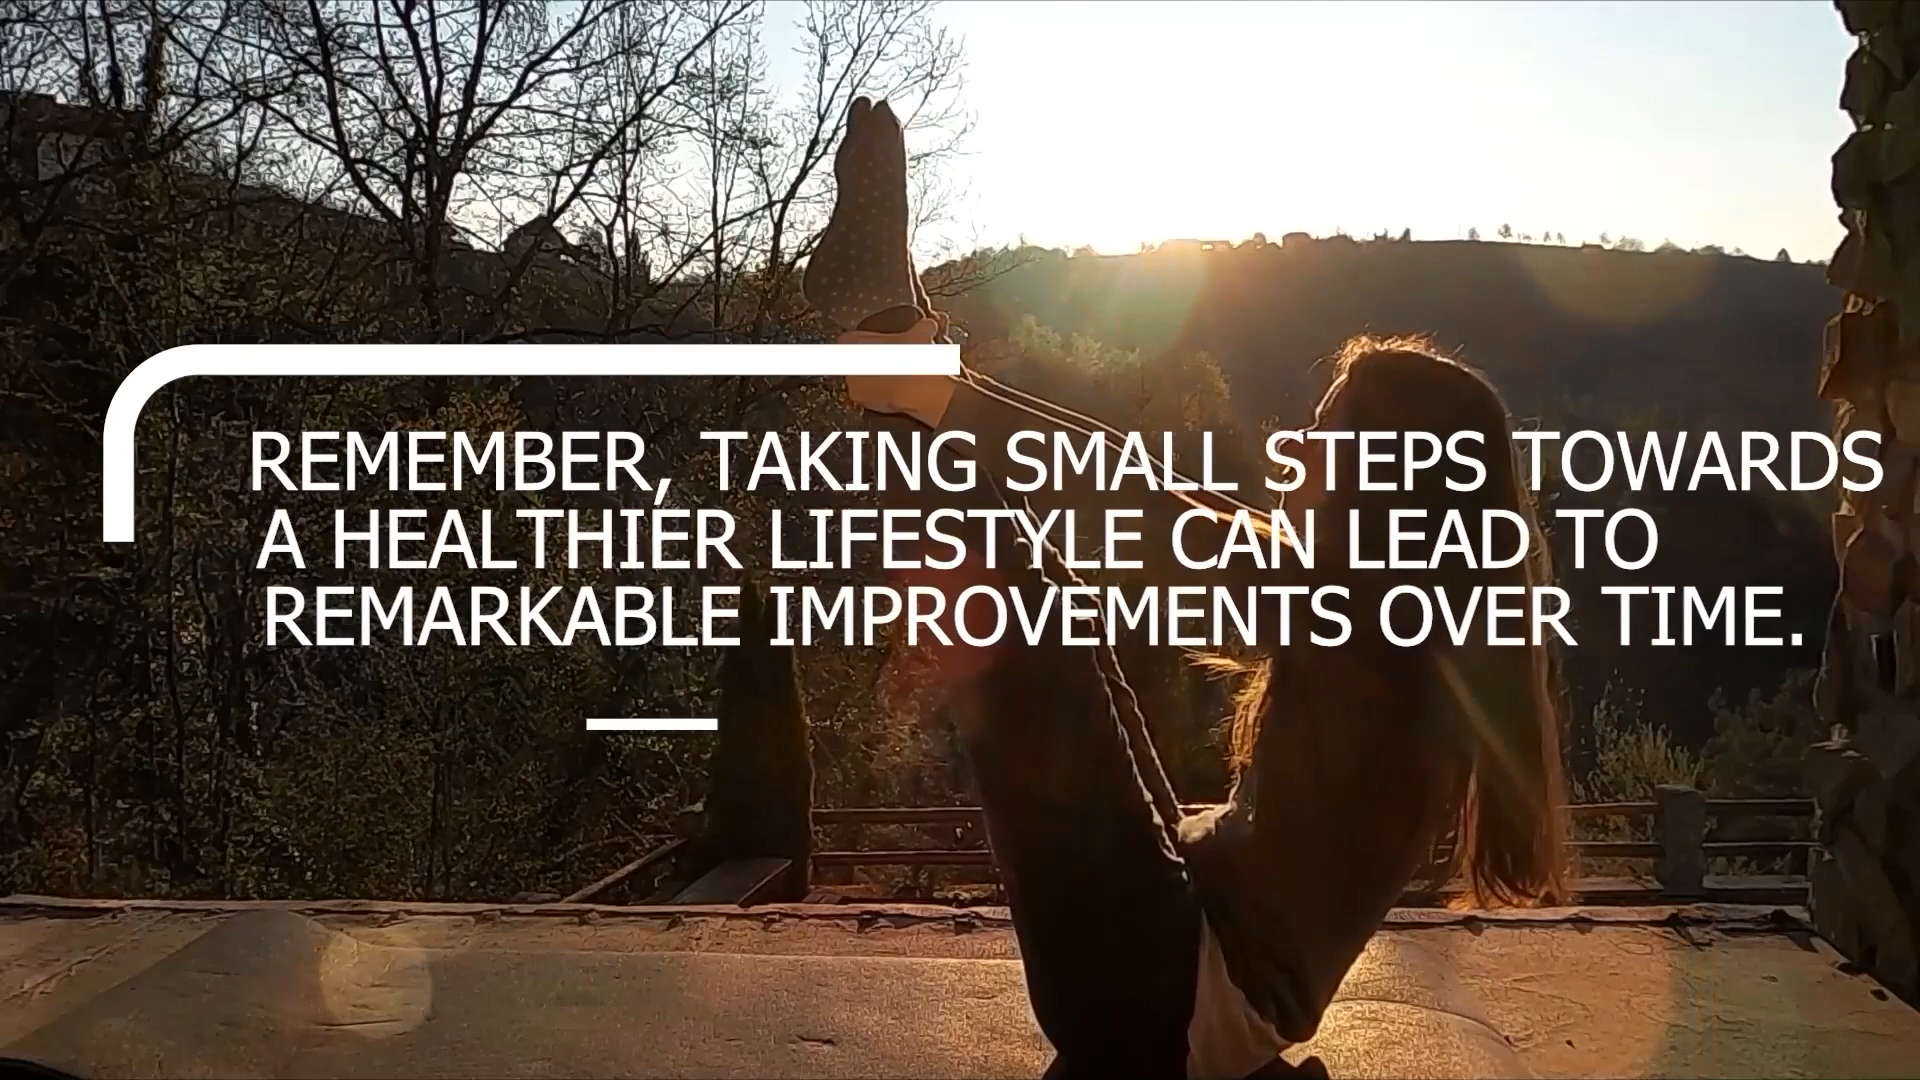 REMEMBER, TAKING SMALL STEPS TOWARDS
A HEALTHIER LIFESTYLE CAN LEAD TO
REMARKABLE IMPROVEMENTS OVER TIME.